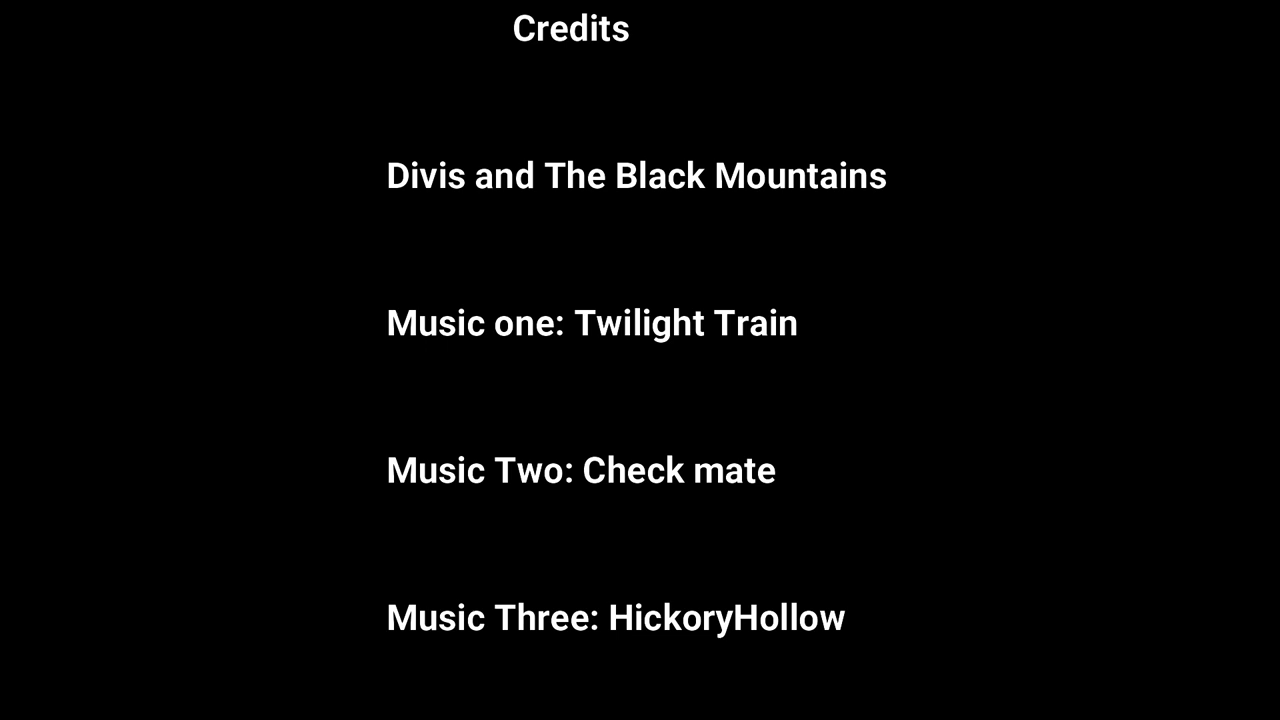 Credits
Divis and The Black Mountains
Music one: Twilight Train
Music Two: Check mate
Music Three: HickoryHollow